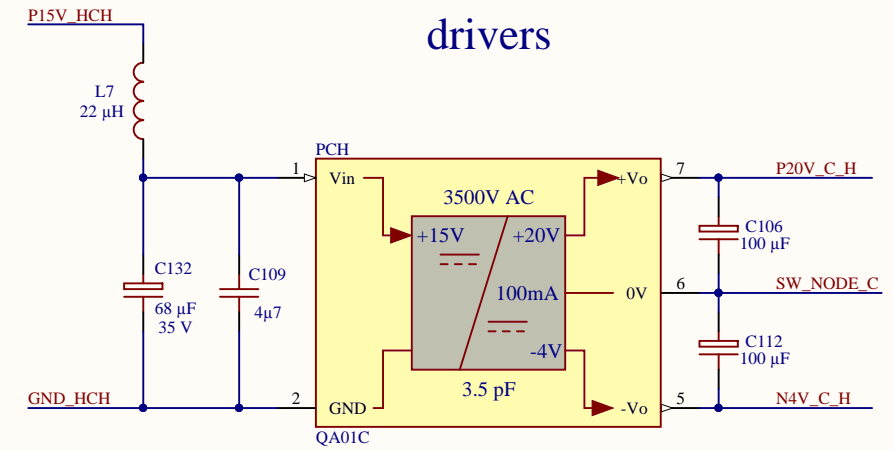 drivers
P15V_HCH
L7
22 µH
PCH
1
Vin
3500V AC
+Vo
7
P20V_C_H
+15V
+20V
C106
100 µF
C132
68 µF
35 V
C109
4µ7
100mA
0V
6
SW_NODE_C
-4V
C112
100 µF
3.5 pF
GND_HCH
2
GND
-Vo
5
N4V_C_H
QA01C